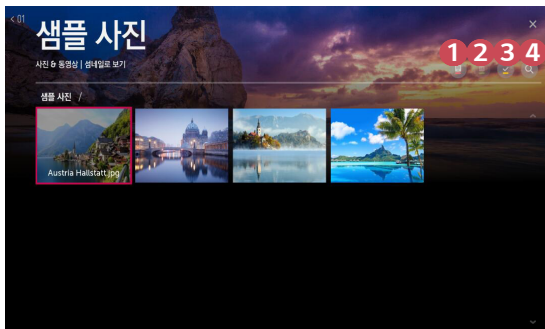 < 01
샘플 사진
사진 & 동영상 | 썸네일로 보기
1 2 3 4
샘플 사진 /
Austria Hallstatt.jpg